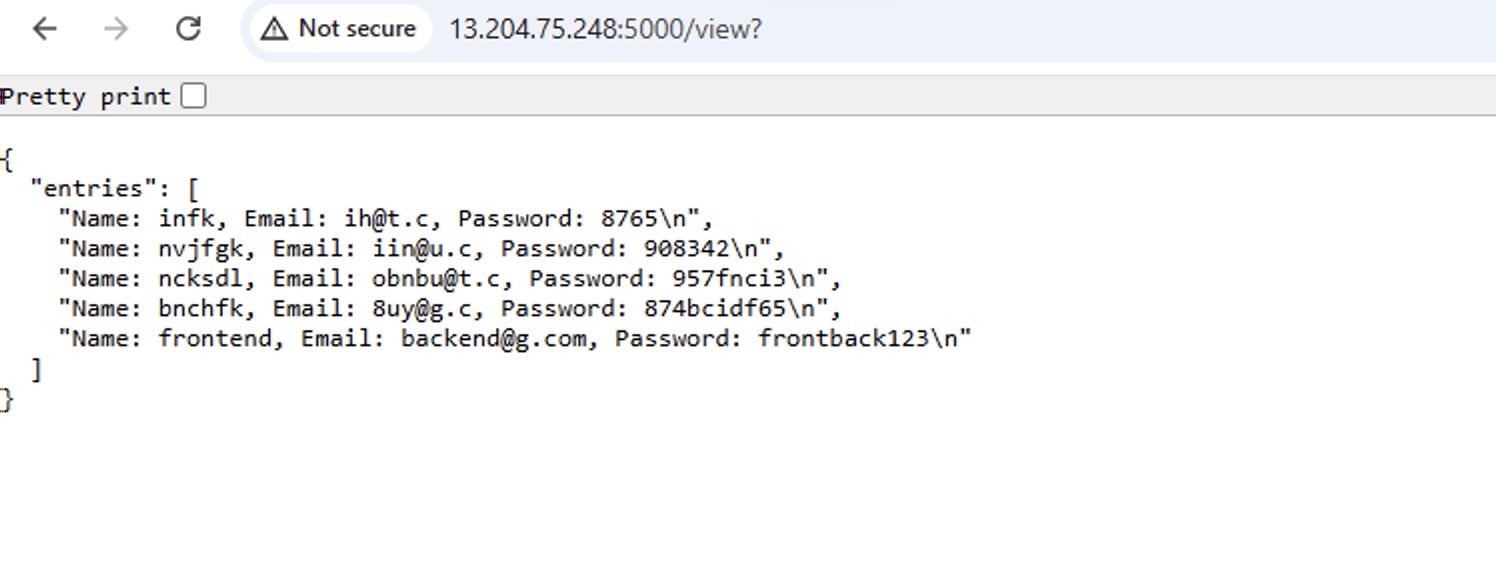 Not secure 13.204.75.248:5000/view?
Pretty print
{
"entries": [
"Name: infk, Email: ih@t.c, Password: 8765\n",
"Name: nvjfgk, Email: iin@u.c, Password: 908342\n",
"Name: ncksdl, Email: obnbu@t.c, Password: 957fnci3\n",
"Name: bnchfk, Email: 8uy@g.c, Password: 874bcidf65\n",
"Name: frontend, Email: backend@g.com, Password: frontback123\n"
]
}